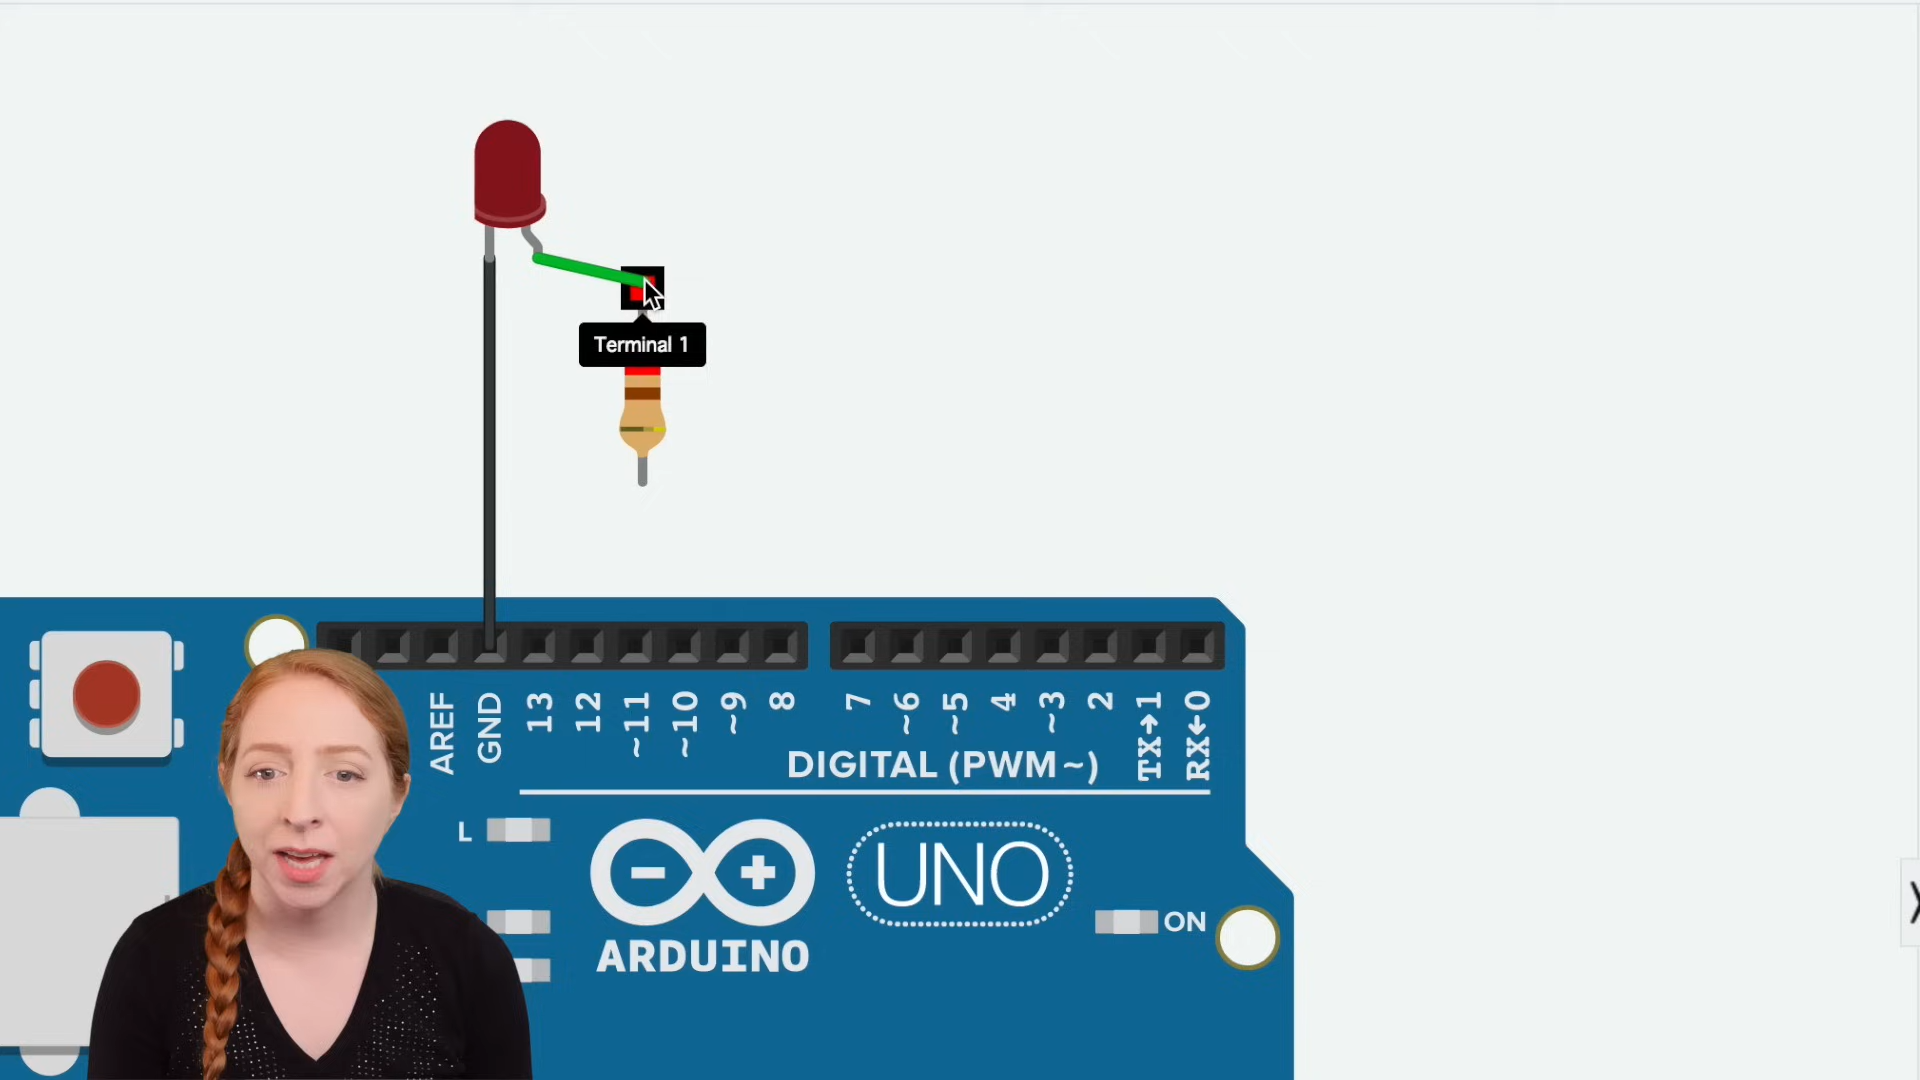 Terminal 1
AREF
GND
13
12
~11
~10
~9
8
7
~6
~5
4
~3
2
TX→1
RX←0
DIGITAL (PWM~)
L
UNO
ON
ARDUINO